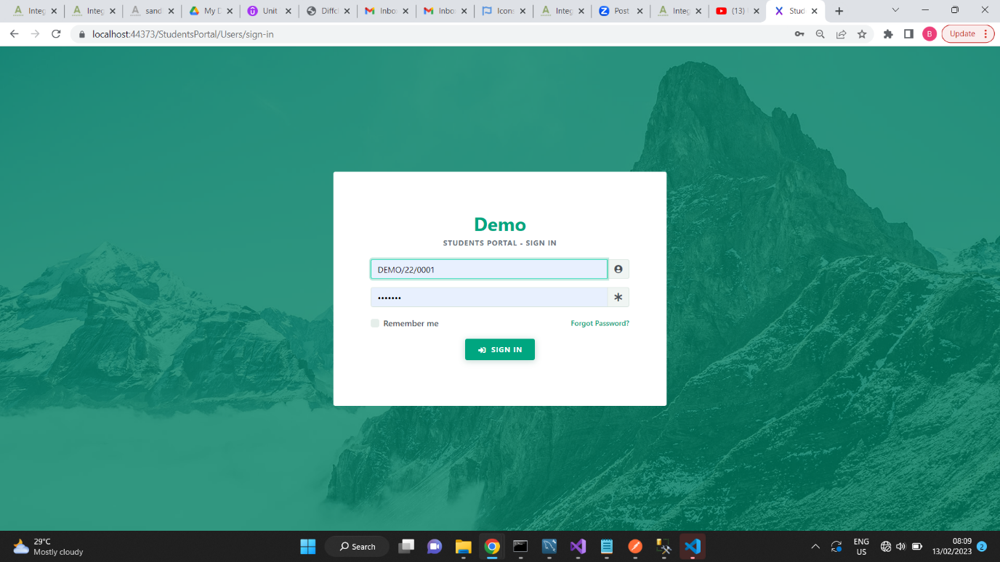 Integ
Integ
sand
My D
Unit
Diffch
Inbo
Inbo
Icons
Integ
Post
Integ
(13)
Stud
localhost:44373/StudentsPortal/Users/sign-in
B
Update
Demo
STUDENTS PORTAL - SIGN IN
DEMO/22/0001
•••••••
Remember me
Forgot Password?
SIGN IN
29°C
Mostly cloudy
Search
ENG
US
08:09
13/02/2023
2